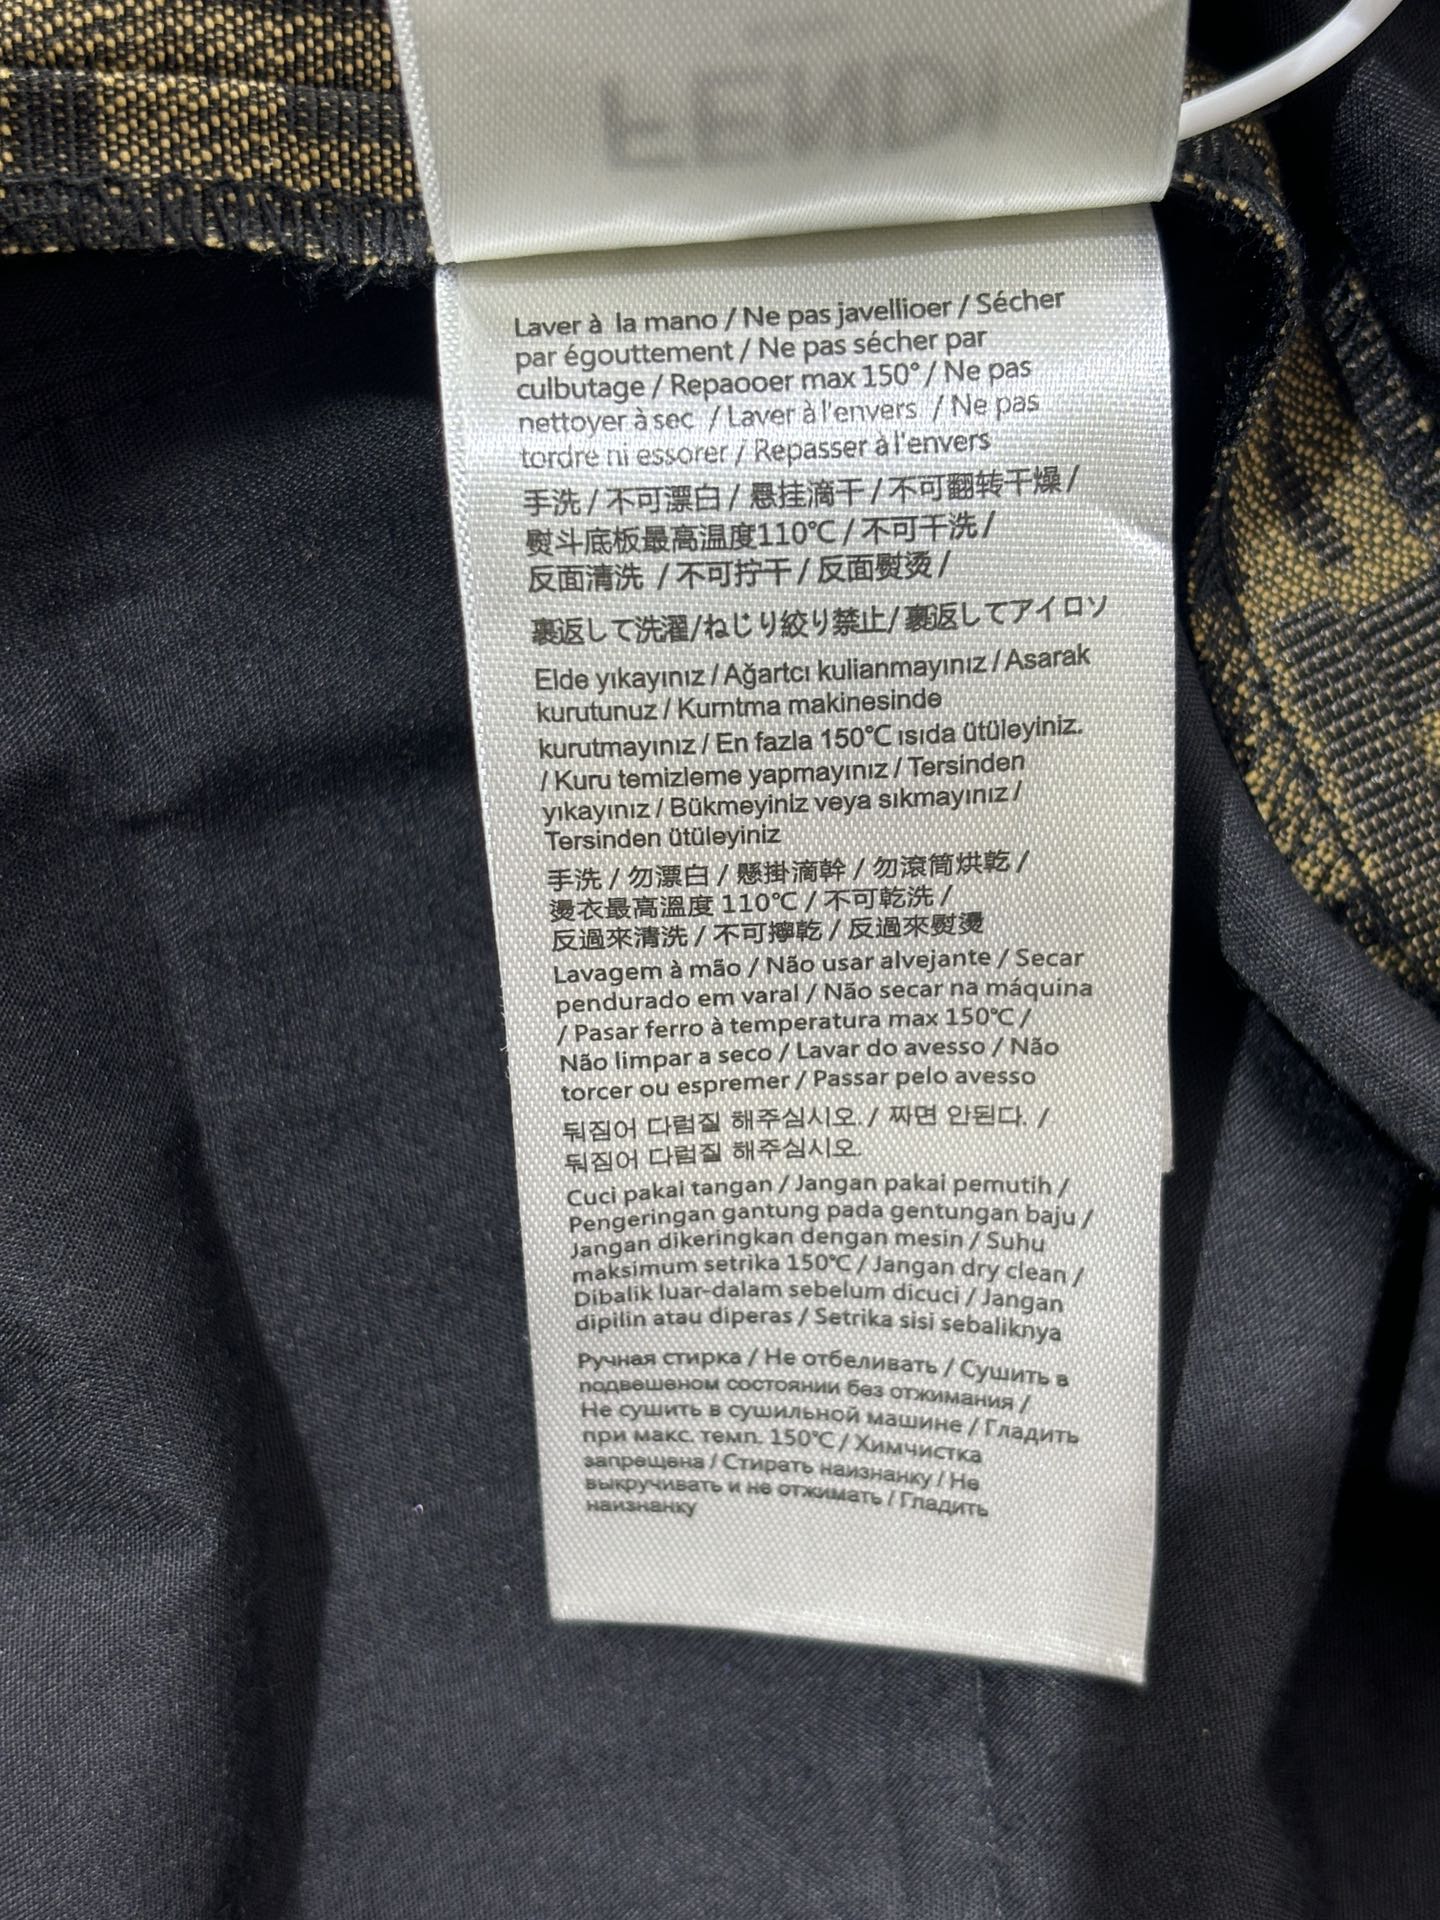 FENDI
Laver à la mano / Ne pas javellioer / Sécher
par égouttement / Ne pas sécher par
culbutage / Repaooer max 150° / Ne pas
nettoyer à sec / Laver à l'envers / Ne pas
tordre ni essorer / Repasser à l'envers
手洗 / 不可漂白 / 悬挂滴干 / 不可翻转干燥 /
熨斗底板最高温度110℃ / 不可干洗 /
反面清洗 / 不可拧干 / 反面熨烫 /
裏返して洗濯/ねじり絞り禁止/裏返してアイロソ
Elde yıkayınız / Ağartcı kulianmayınız / Asarak
kurutunuz / Kurntma makinesinde
kurutmayınız / En fazla 150℃ ısıda ütüleyiniz.
/ Kuru temizleme yapmayınız / Tersinden
yıkayınız / Bükmeyiniz veya sıkmayınız /
Tersinden ütüleyiniz
手洗 / 勿漂白 / 懸掛滴幹 / 勿滾筒烘乾 /
燙衣最高溫度 110℃ / 不可乾洗 /
反過來清洗 / 不可擰乾 / 反過來熨燙
Lavagem à mão / Não usar alvejante / Secar
pendurado em varal / Não secar na máquina
/ Pasar ferro à temperatura max 150℃ /
Não limpar a seco / Lavar do avesso / Não
torcer ou espremer / Passar pelo avesso
둬짐어 다럼질 해주심시오. / 짜면 안된다. /
둬짐어 다럼질 해주심시오.
Cuci pakai tangan / Jangan pakai pemutih /
Pengeringan gantung pada gentungan baju /
Jangan dikeringkan dengan mesin / Suhu
maksimum setrika 150℃ / Jangan dry clean /
Dibalik luar-dalam sebelum dicuci / Jangan
dipilin atau diperas / Setrika sisi sebaliknya
Ручная стирка / Не отбеливать / Сушить в
подвешеном состоянии без отжимания /
Не сушить в сушильной машине / Гладить
при макс. темп. 150℃ / Химчистка
запрещена / Стирать наизнанку / Не
выкручивать и не отжимать / Гладить
наизнанку